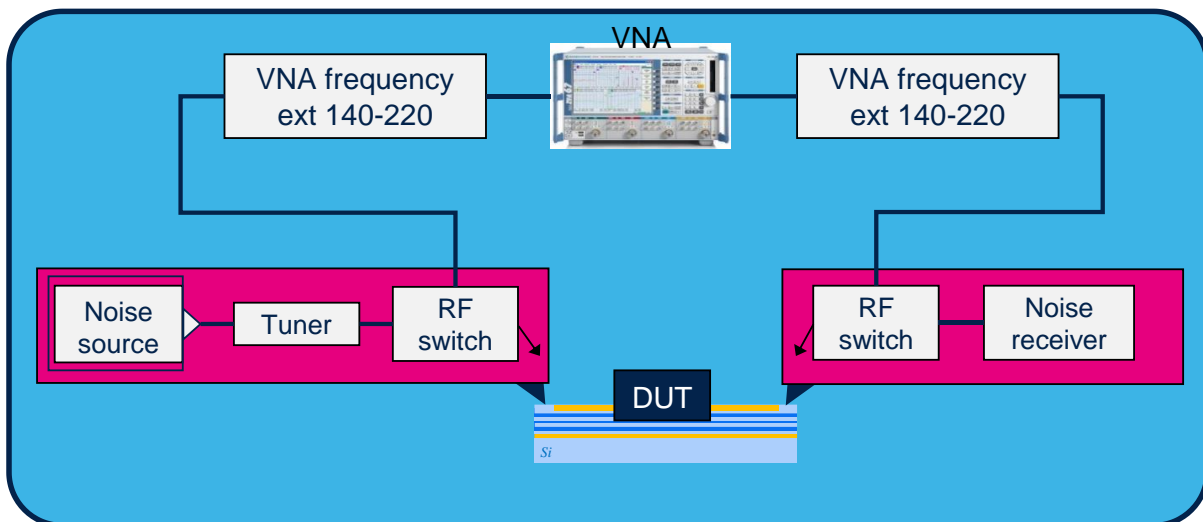 VNA
VNA frequency
ext 140-220
VNA frequency
ext 140-220
Noise
source
Tuner
RF
switch
RF
switch
Noise
receiver
DUT
Si